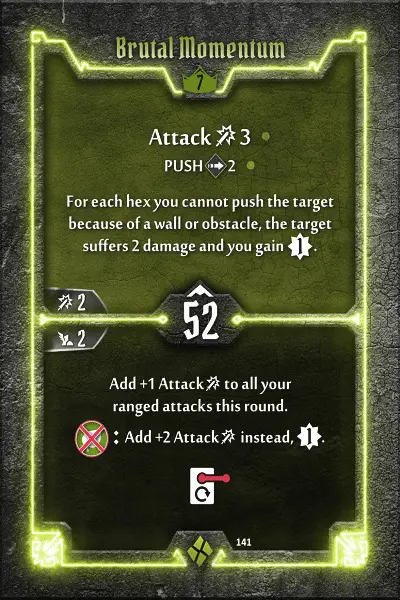 Brutal Momentum
7
Attack 3
PUSH 2
For each hex you cannot push the target
because of a wall or obstacle, the target
suffers 2 damage and you gain 1.
2
52
2
Add +1 Attack to all your
ranged attacks this round.
: Add +2 Attack instead, 1.
141